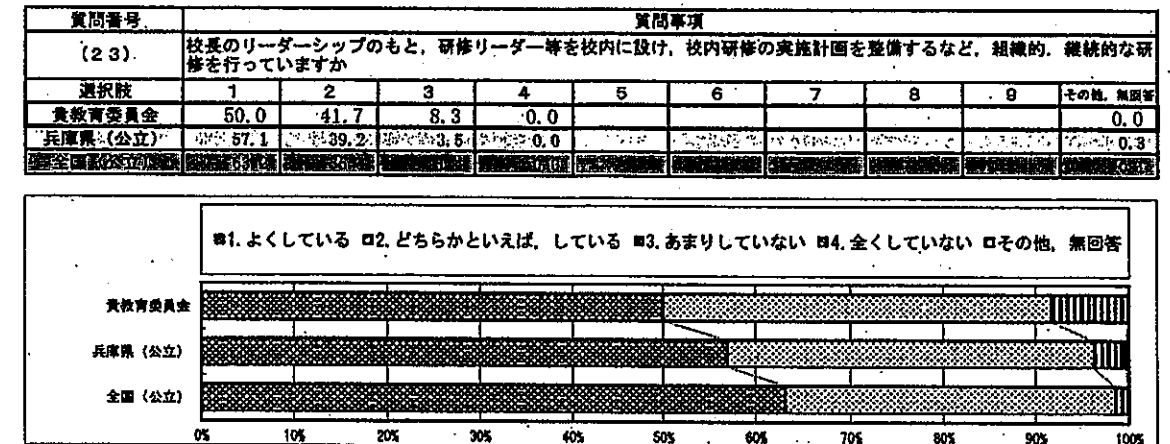 質問番号 質問事項
(23) 校長のリーダーシップのもと，研修リーダー等を校内に設け，校内研修の実施計画を整備するなど，組織的，継続的な研
修を行っていますか
選択肢 1 2 3 4 5 6 7 8 9 その他，無回答
貴教育委員会 50.0 41.7 8.3 0.0 0.0
兵庫県（公立） 57.1 39.2 3.5 0.0 0.3
1.よくしている 2.どちらかといえば，している 3.あまりしていない 4.全くしていない その他，無回答
貴教育委員会
兵庫県（公立）
全国（公立）
0% 10% 20% 30% 40% 50% 60% 70% 80% 90% 100%